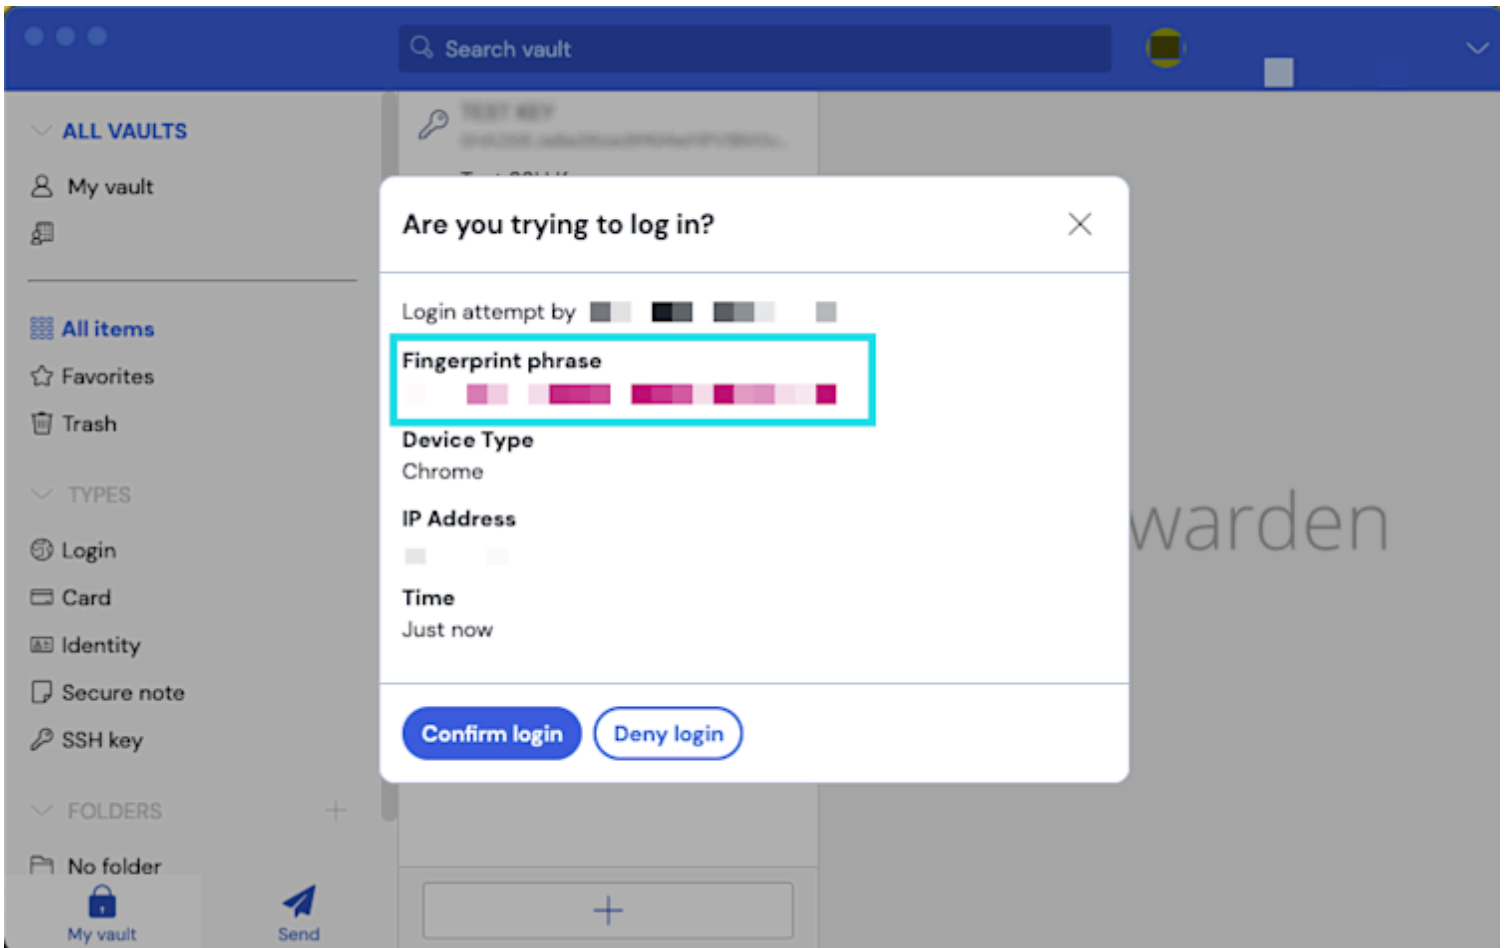 Search vault
ALL VAULTS
My vault
All items
Favorites
Trash
TYPES
Login
Card
Identity
Secure note
SSH key
FOLDERS
No folder
My vault
Send
TEST KEY
Are you trying to log in?
Login attempt by
Fingerprint phrase
Device Type
Chrome
IP Address
Time
Just now
Confirm login
Deny login
warden